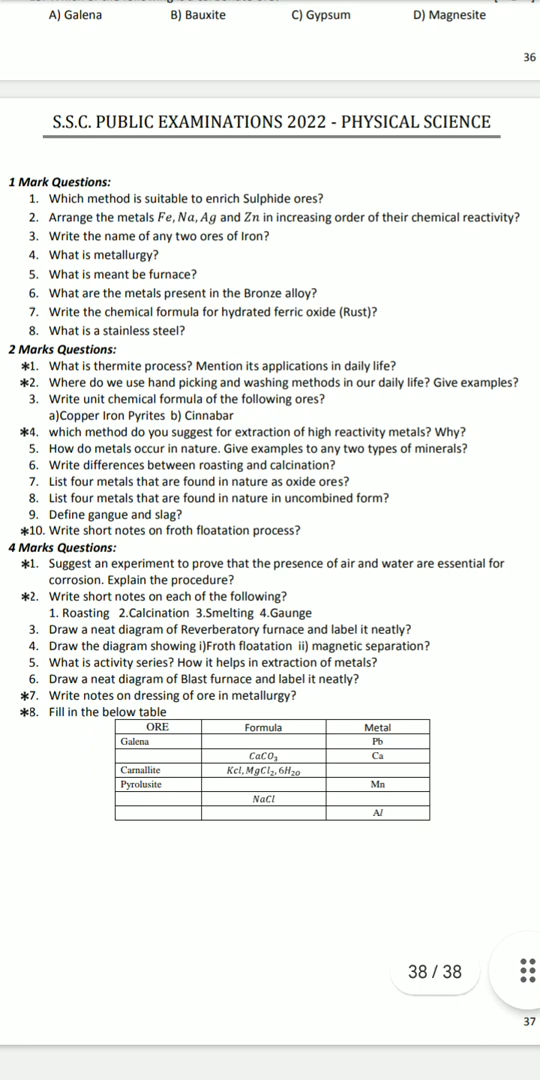 A) Galena B) Bauxite C) Gypsum D) Magnesite
36
S.S.C. PUBLIC EXAMINATIONS 2022 - PHYSICAL SCIENCE
1 Mark Questions:
1. Which method is suitable to enrich Sulphide ores?
2. Arrange the metals Fe, Na, Ag and Zn in increasing order of their chemical reactivity?
3. Write the name of any two ores of Iron?
4. What is metallurgy?
5. What is meant be furnace?
6. What are the metals present in the Bronze alloy?
7. Write the chemical formula for hydrated ferric oxide (Rust)?
8. What is a stainless steel?
2 Marks Questions:
∗1. What is thermite process? Mention its applications in daily life?
∗2. Where do we use hand picking and washing methods in our daily life? Give examples?
3. Write unit chemical formula of the following ores?
a)Copper Iron Pyrites b) Cinnabar
∗4. which method do you suggest for extraction of high reactivity metals? Why?
5. How do metals occur in nature. Give examples to any two types of minerals?
6. Write differences between roasting and calcination?
7. List four metals that are found in nature as oxide ores?
8. List four metals that are found in nature in uncombined form?
9. Define gangue and slag?
∗10. Write short notes on froth floatation process?
4 Marks Questions:
∗1. Suggest an experiment to prove that the presence of air and water are essential for
corrosion. Explain the procedure?
∗2. Write short notes on each of the following?
1. Roasting 2.Calcination 3.Smelting 4.Gaunge
3. Draw a neat diagram of Reverberatory furnace and label it neatly?
4. Draw the diagram showing i)Froth floatation ii) magnetic separation?
5. What is activity series? How it helps in extraction of metals?
6. Draw a neat diagram of Blast furnace and label it neatly?
∗7. Write notes on dressing of ore in metallurgy?
∗8. Fill in the below table
ORE Formula Metal
Galena Pb
CaCO₃ Ca
Carnallite Kcl, MgCl₂, 6H₂₀
Pyrolusite Mn
NaCl
Al
38 / 38
37